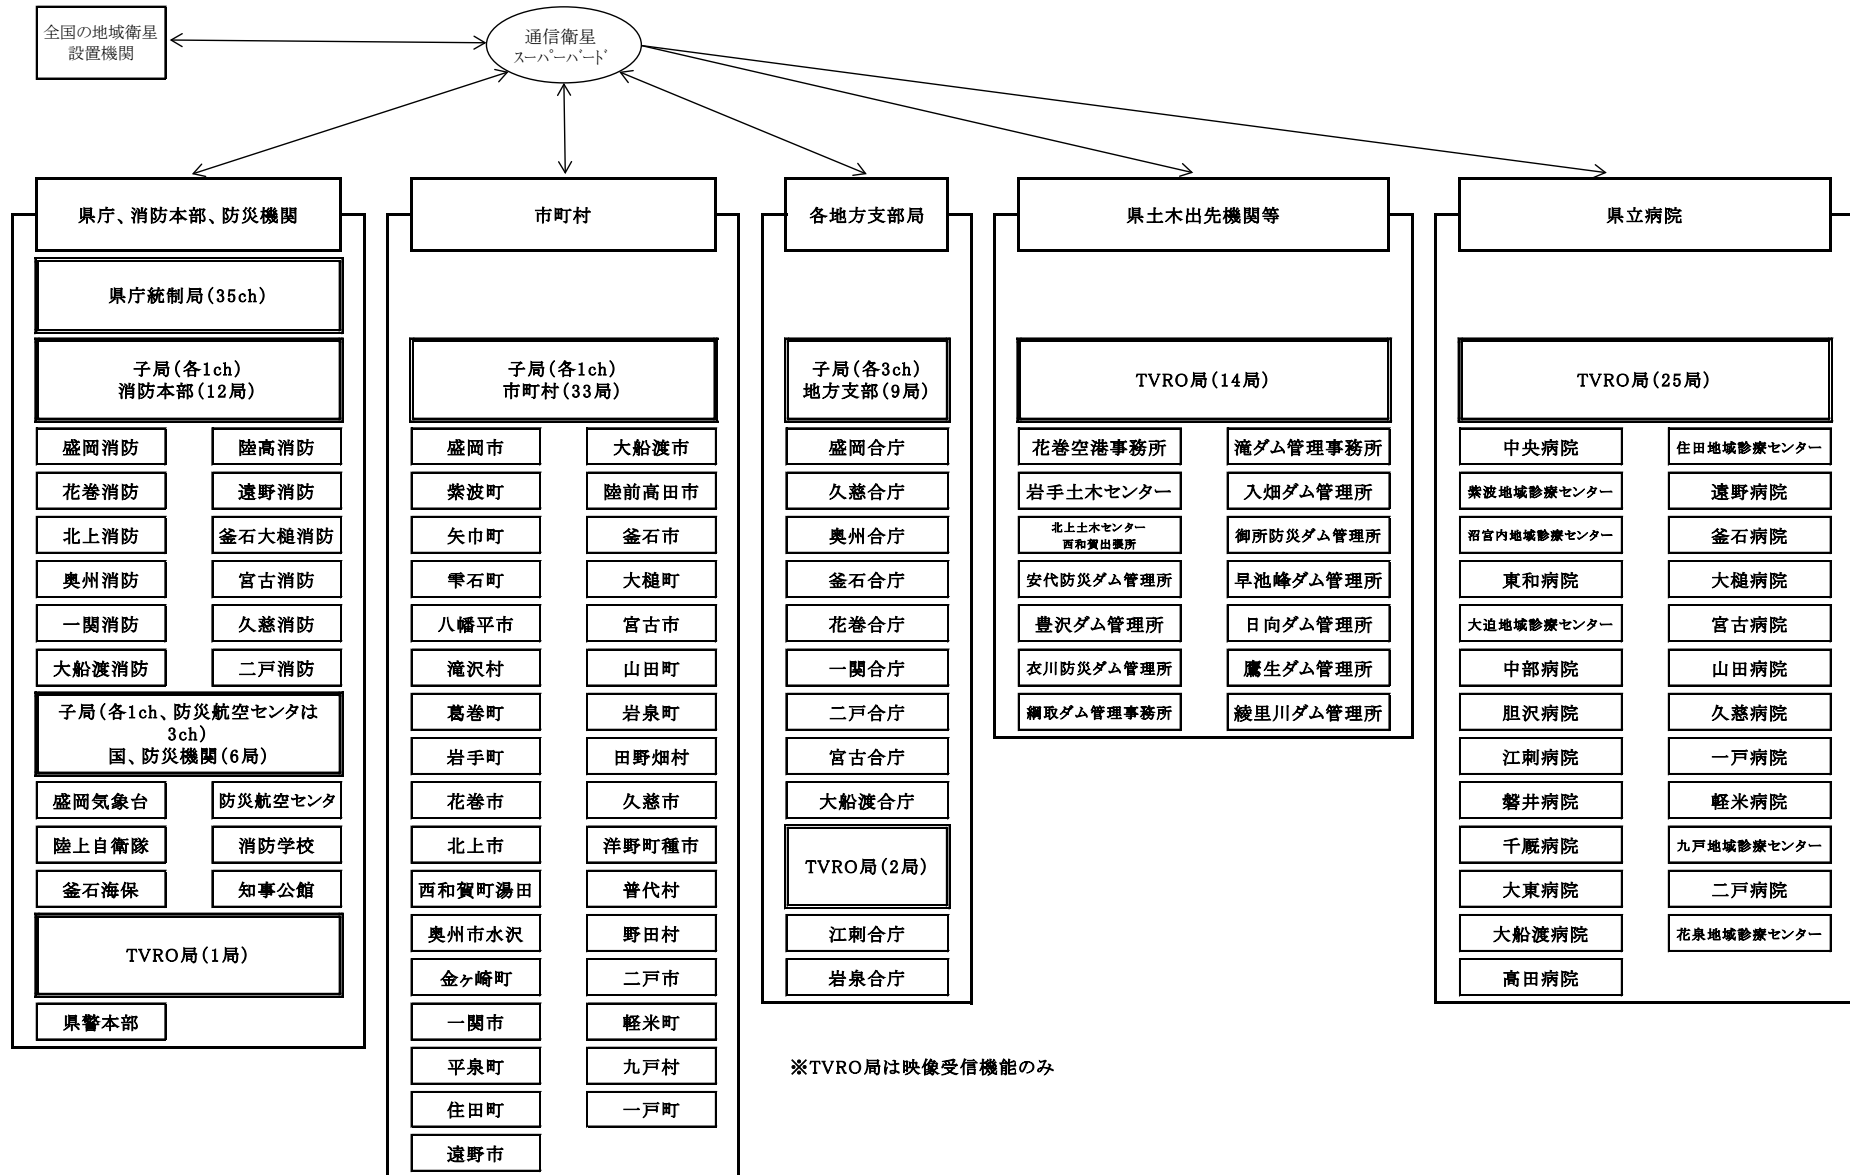 全国の地域衛星
設置機関
通信衛星
スーパーバード
県庁、消防本部、防災機関
県庁統制局(35ch)
子局(各1ch)
消防本部(12局)
盛岡消防
陸高消防
花巻消防
遠野消防
北上消防
釜石大槌消防
奥州消防
宮古消防
一関消防
久慈消防
大船渡消防
二戸消防
子局(各1ch、防災航空センタは
3ch)
国、防災機関(6局)
盛岡気象台
防災航空センタ
陸上自衛隊
消防学校
釜石海保
知事公館
TVRO局(1局)
県警本部
市町村
子局(各1ch)
市町村(33局)
盛岡市
大船渡市
紫波町
陸前高田市
矢巾町
釜石市
雫石町
大槌町
八幡平市
宮古市
滝沢村
山田町
葛巻町
岩泉町
岩手町
田野畑村
花巻市
久慈市
北上市
洋野町種市
西和賀町湯田
普代村
奥州市水沢
野田村
金ヶ崎町
二戸市
一関市
軽米町
平泉町
九戸村
住田町
一戸町
遠野市
各地方支部局
子局(各3ch)
地方支部(9局)
盛岡合庁
久慈合庁
奥州合庁
釜石合庁
花巻合庁
一関合庁
二戸合庁
宮古合庁
大船渡合庁
TVRO局(2局)
江刺合庁
岩泉合庁
県土木出先機関等
TVRO局(14局)
花巻空港事務所
滝ダム管理事務所
岩手土木センター
入畑ダム管理所
北上土木センター
西和賀出張所
御所防災ダム管理所
安代防災ダム管理所
早池峰ダム管理所
豊沢ダム管理所
日向ダム管理所
衣川防災ダム管理所
鷹生ダム管理所
綱取ダム管理事務所
綾里川ダム管理所
県立病院
TVRO局(25局)
中央病院
住田地域診療センター
紫波地域診療センター
遠野病院
沼宮内地域診療センター
釜石病院
東和病院
大槌病院
大迫地域診療センター
宮古病院
中部病院
山田病院
胆沢病院
久慈病院
江刺病院
一戸病院
磐井病院
軽米病院
千厩病院
九戸地域診療センター
大東病院
二戸病院
大船渡病院
花泉地域診療センター
高田病院
※TVRO局は映像受信機能のみ